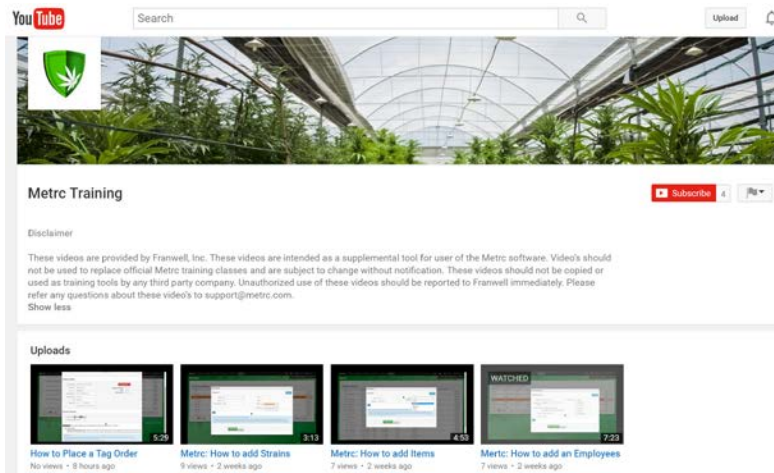 YouTube
Search
Upload
Metrc Training
Subscribe 4
Disclaimer
These videos are provided by Franwell, Inc. These videos are intended as a supplemental tool for user of the Metrc software. Video's should
not be used to replace official Metrc training classes and are subject to change without notification. These videos should not be copied or
used as training tools by any third party company. Unauthorized use of these videos should be reported to Franwell immediately. Please
refer any questions about these video's to support@metrc.com.
Show less
Uploads
WATCHED
5:29
3:13
4:53
7:23
How to Place a Tag Order
Metrc: How to add Strains
Metrc: How to add Items
Mertc: How to add an Employees
No views • 8 hours ago
9 views • 2 weeks ago
7 views • 2 weeks ago
7 views • 2 weeks ago